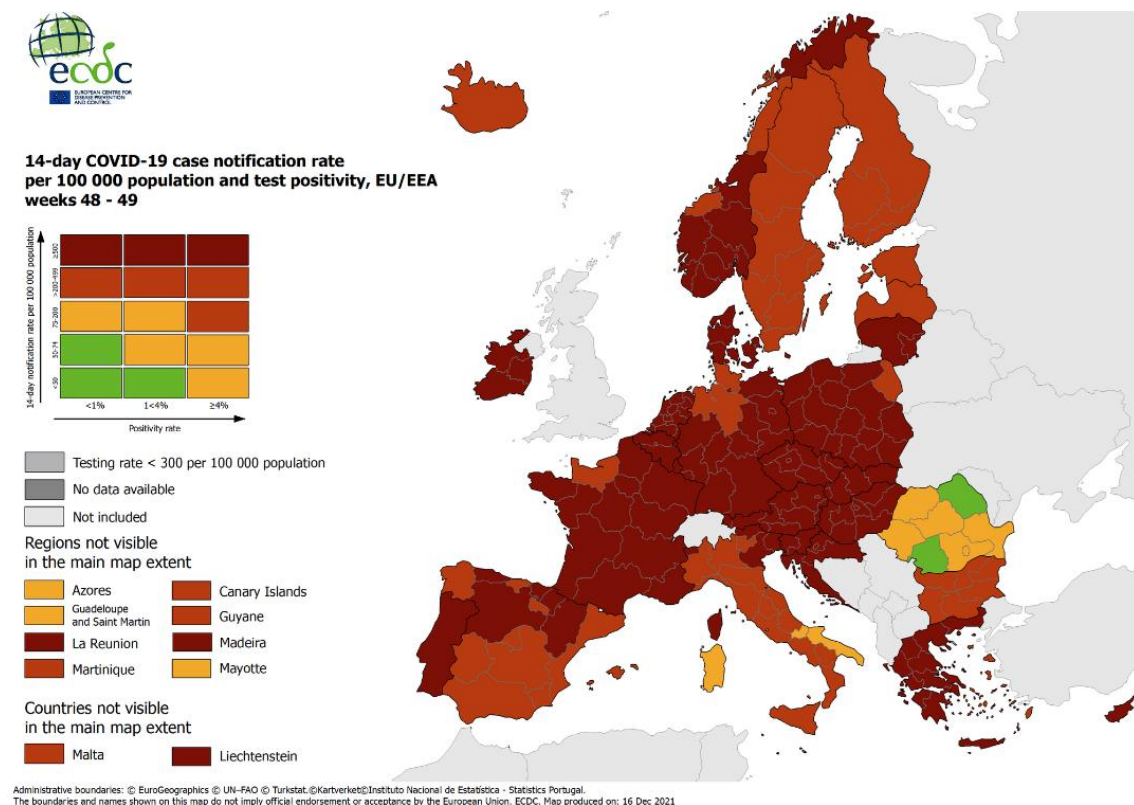 ecdc
EUROPEAN CENTRE FOR
DISEASE PREVENTION
AND CONTROL
14-day COVID-19 case notification rate
per 100 000 population and test positivity, EU/EEA
weeks 48 - 49
14-day notification rate per 100 000 population
≥500
>200-499
75-200
50-74
<50
<1%
1<4%
≥4%
Positivity rate
Testing rate < 300 per 100 000 population
No data available
Not included
Regions not visible
in the main map extent
Azores
Canary Islands
Guadeloupe
and Saint Martin
Guyane
La Reunion
Madeira
Martinique
Mayotte
Countries not visible
in the main map extent
Malta
Liechtenstein
Administrative boundaries: © EuroGeographics © UN–FAO © Turkstat.©Kartverket©Instituto Nacional de Estatística - Statistics Portugal.
The boundaries and names shown on this map do not imply official endorsement or acceptance by the European Union. ECDC. Map produced on: 16 Dec 2021